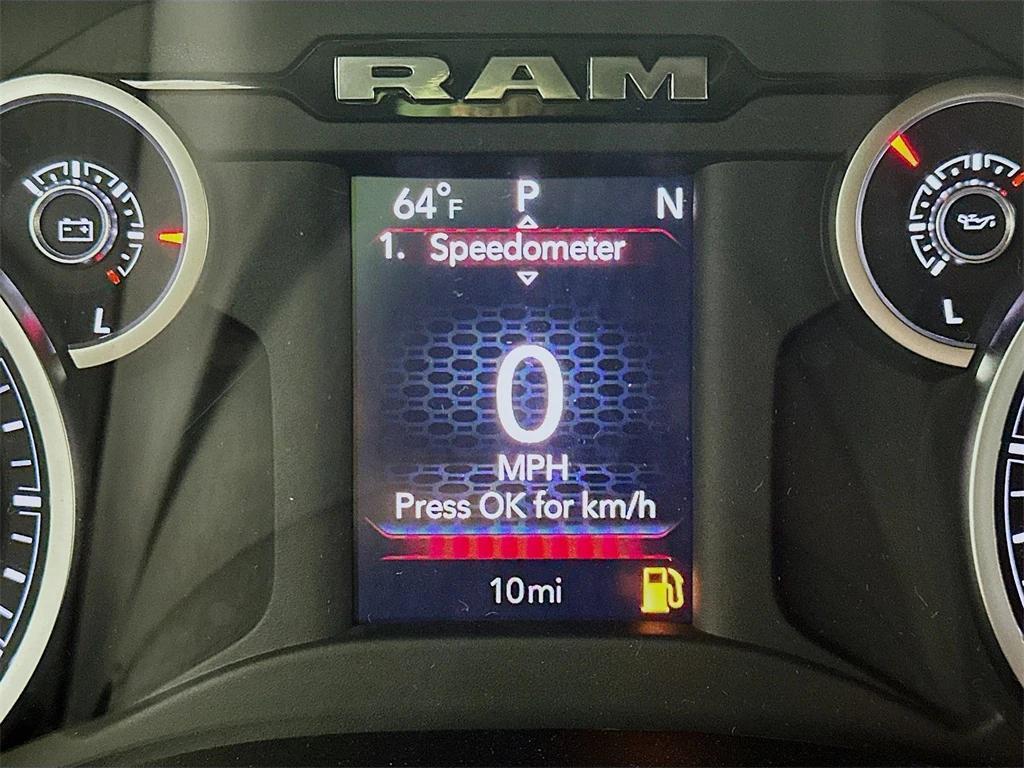 RAM
64°F P N
1. Speedometer
0
MPH
Press OK for km/h
10mi
L
L